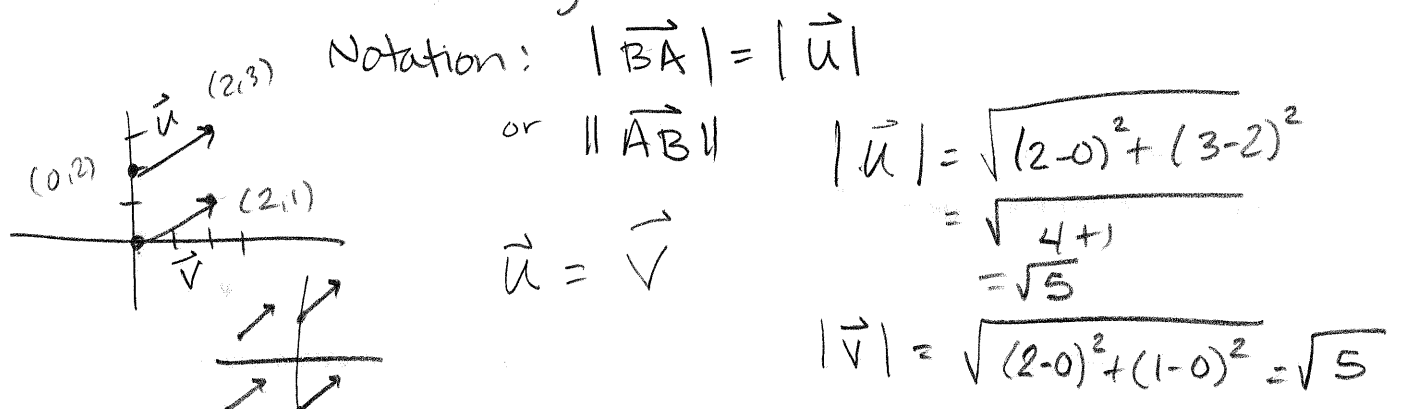 Notation: |BA⃗| = |u⃗|
or ||AB⃗||
u⃗ (2,3)
(0,2)
(2,1)
v⃗
u⃗ = v⃗
|u⃗| = √(2-0)² + (3-2)²
= √4+1
= √5
|v⃗| = √(2-0)²+(1-0)² = √5